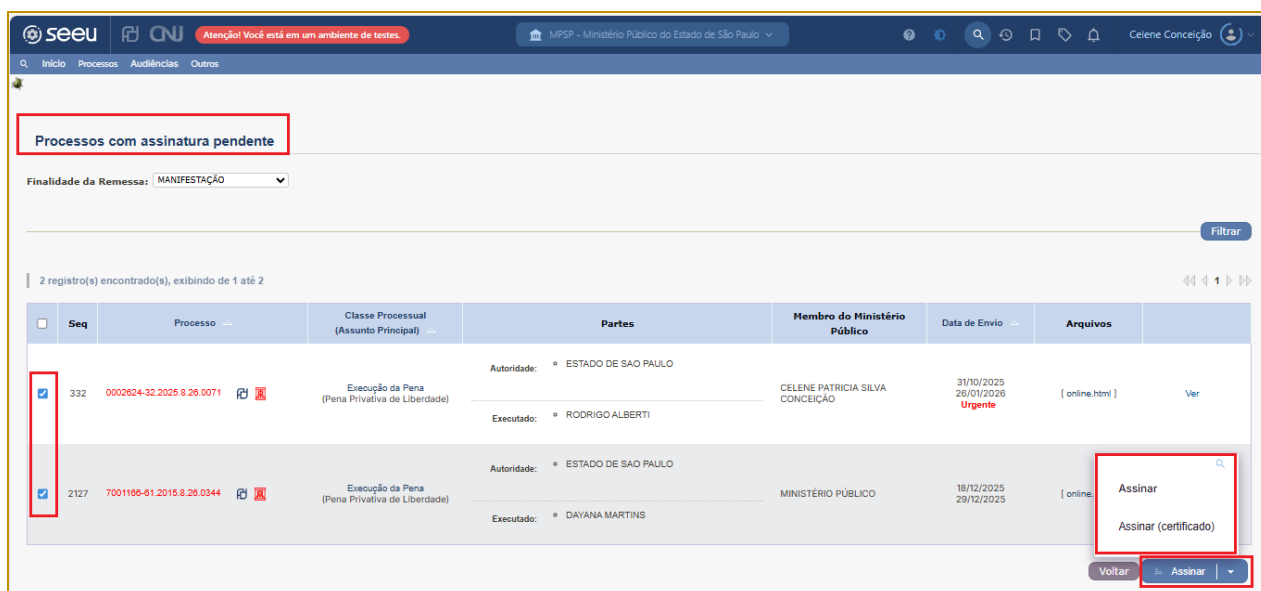 seeu CNJ Atenção! Você está em um ambiente de testes. MPSP - Ministério Público do Estado de São Paulo Celene Conceição
Início Processos Audiências Outros
Processos com assinatura pendente
Finalidade da Remessa: MANIFESTAÇÃO
Filtrar
2 registro(s) encontrado(s), exibindo de 1 até 2
1
Seq Processo Classe Processual (Assunto Principal) Partes Membro do Ministério Público Data de Envio Arquivos
332 0002624-32.2025.8.26.0071 Execução da Pena (Pena Privativa de Liberdade)
Autoridade: ESTADO DE SAO PAULO
Executado: RODRIGO ALBERTI
CELENE PATRICIA SILVA CONCEIÇÃO
31/10/2025
26/01/2026
Urgente
[ online.html ] Ver
2127 7001166-61.2015.8.26.0344 Execução da Pena (Pena Privativa de Liberdade)
Autoridade: ESTADO DE SAO PAULO
Executado: DAYANA MARTINS
MINISTÉRIO PÚBLICO
18/12/2025
29/12/2025
[ online.
Assinar
Assinar (certificado)
Voltar Assinar